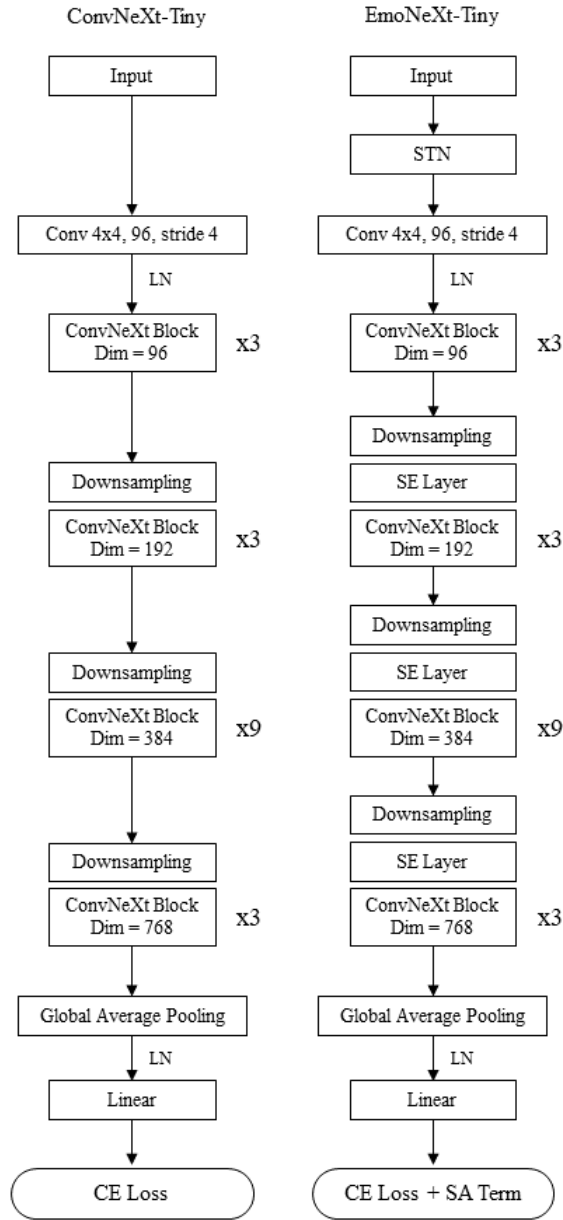 ConvNeXt-Tiny
Input
Conv 4x4, 96, stride 4
LN
ConvNeXt Block
Dim = 96
x3
Downsampling
ConvNeXt Block
Dim = 192
x3
Downsampling
ConvNeXt Block
Dim = 384
x9
Downsampling
ConvNeXt Block
Dim = 768
x3
Global Average Pooling
LN
Linear
CE Loss
EmoNeXt-Tiny
Input
STN
Conv 4x4, 96, stride 4
LN
ConvNeXt Block
Dim = 96
x3
Downsampling
SE Layer
ConvNeXt Block
Dim = 192
x3
Downsampling
SE Layer
ConvNeXt Block
Dim = 384
x9
Downsampling
SE Layer
ConvNeXt Block
Dim = 768
x3
Global Average Pooling
LN
Linear
CE Loss + SA Term